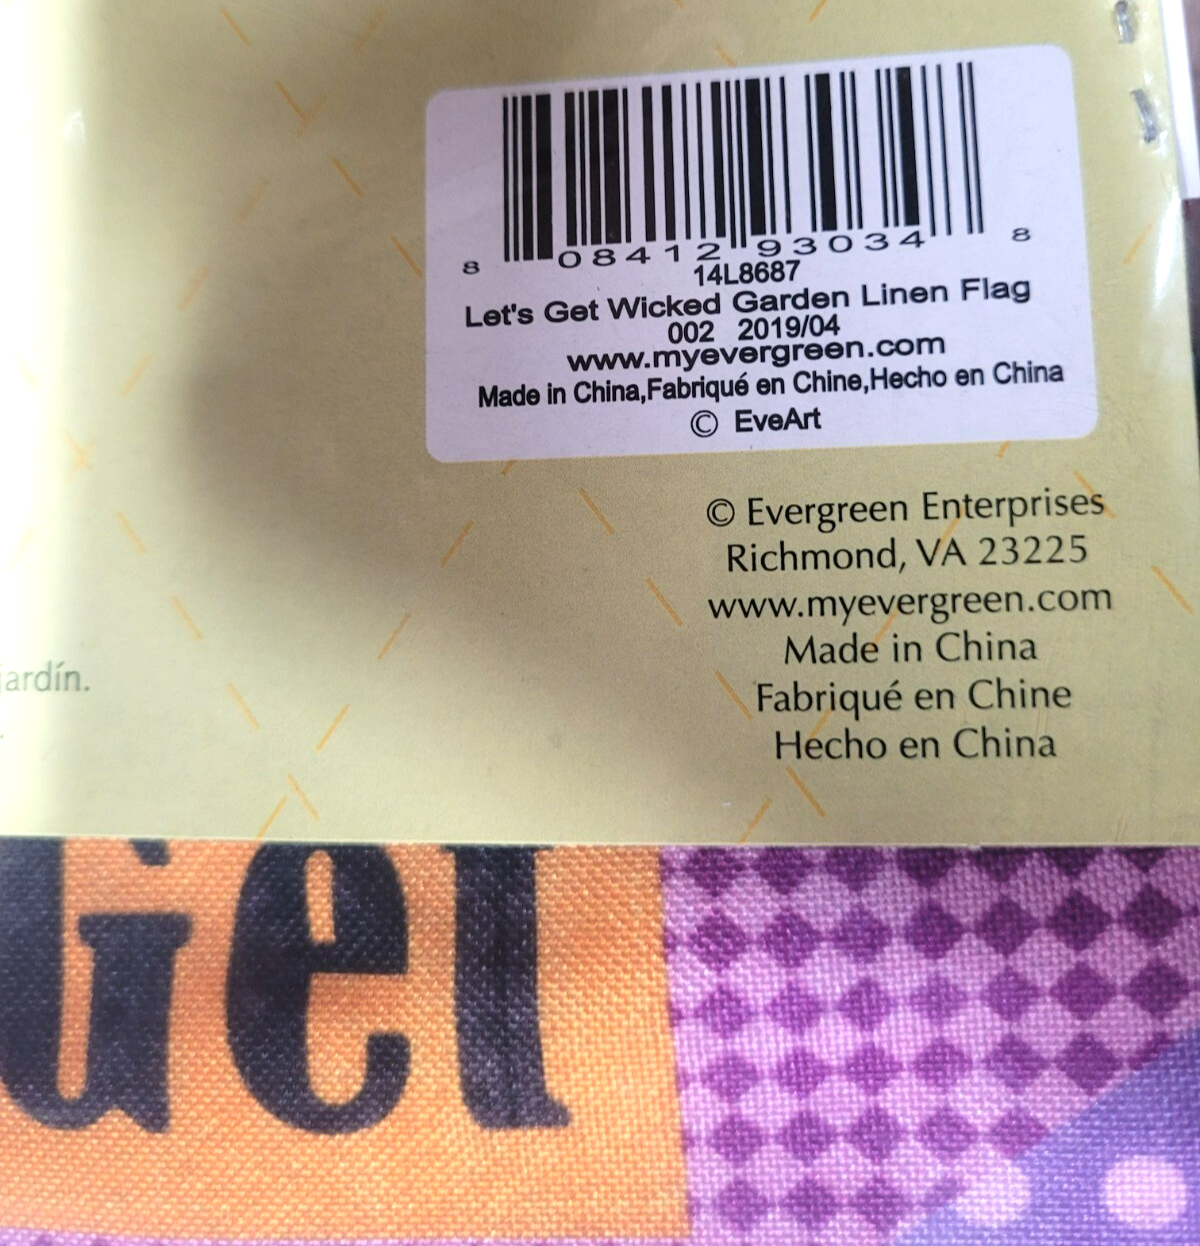 8 08412 93034 8
14L8687
Let's Get Wicked Garden Linen Flag
002 2019/04
www.myevergreen.com
Made in China,Fabriqué en Chine,Hecho en China
© EveArt
© Evergreen Enterprises
Richmond, VA 23225
www.myevergreen.com
Made in China
Fabriqué en Chine
Hecho en China
jardín.
Get